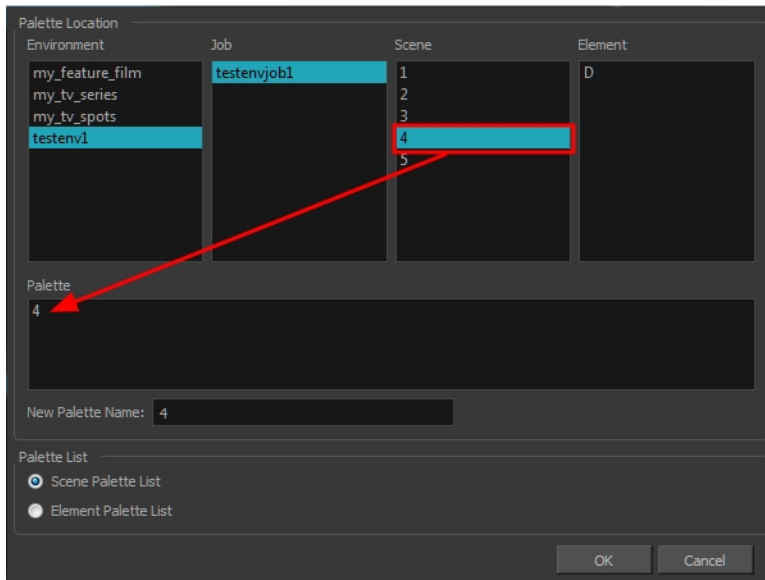 Palette Location
Environment Job Scene Element
my_feature_film testenvjob1 1 D
my_tv_series 2
my_tv_spots 3
testenv1 4
5
Palette
4
New Palette Name: 4
Palette List
Scene Palette List
Element Palette List
OK Cancel